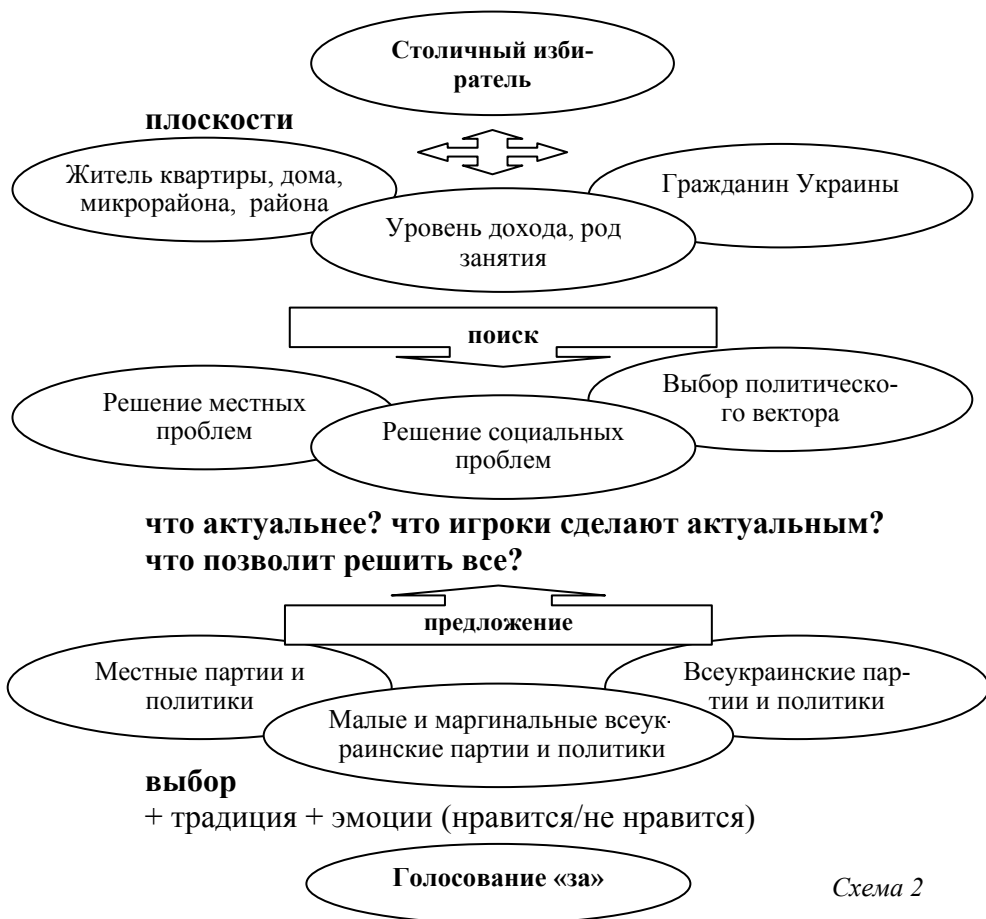 Столичный изби-
ратель
плоскости
Житель квартиры, дома,
микрорайона, района
Гражданин Украины
Уровень дохода, род
занятия
поиск
Решение местных
проблем
Выбор политическо-
го вектора
Решение социальных
проблем
что актуальнее? что игроки сделают актуальным?
что позволит решить все?
предложение
Местные партии и
политики
Всеукраинские пар-
тии и политики
Малые и маргинальные всеук-
раинские партии и политики
выбор
+ традиция + эмоции (нравится/не нравится)
Голосование «за»
Схема 2